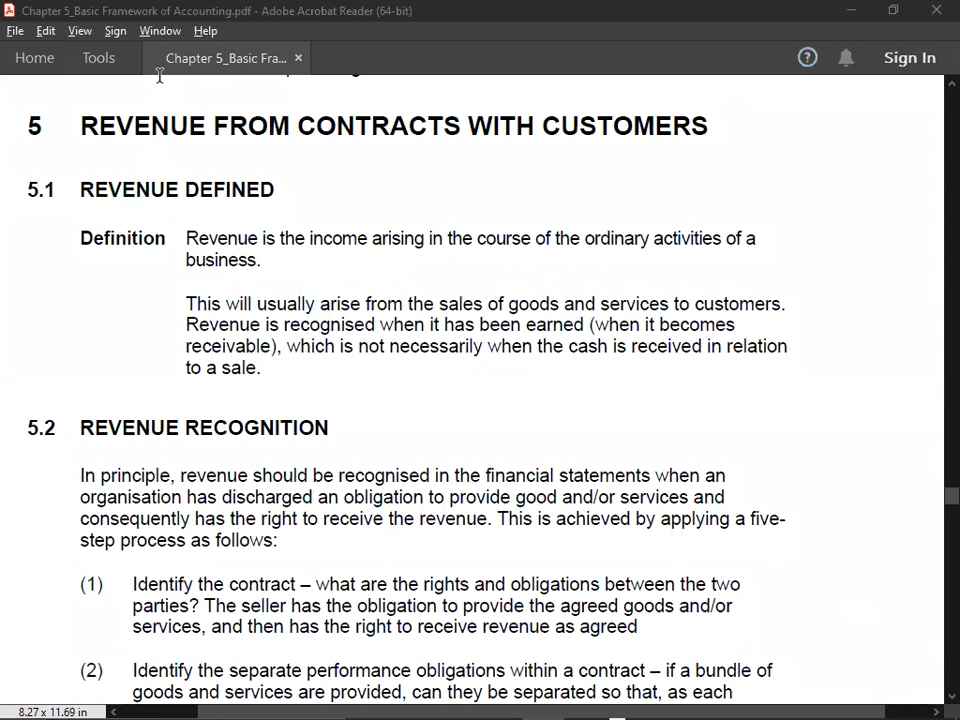 Chapter 5_Basic Framework of Accounting.pdf - Adobe Acrobat Reader (64-bit)
File Edit View Sign Window Help
Home Tools Chapter 5_Basic Fra... × ? Sign In
5 REVENUE FROM CONTRACTS WITH CUSTOMERS
5.1 REVENUE DEFINED
Definition Revenue is the income arising in the course of the ordinary activities of a
business.
This will usually arise from the sales of goods and services to customers.
Revenue is recognised when it has been earned (when it becomes
receivable), which is not necessarily when the cash is received in relation
to a sale.
5.2 REVENUE RECOGNITION
In principle, revenue should be recognised in the financial statements when an
organisation has discharged an obligation to provide good and/or services and
consequently has the right to receive the revenue. This is achieved by applying a five-
step process as follows:
(1) Identify the contract – what are the rights and obligations between the two
parties? The seller has the obligation to provide the agreed goods and/or
services, and then has the right to receive revenue as agreed
(2) Identify the separate performance obligations within a contract – if a bundle of
goods and services are provided, can they be separated so that, as each
8.27 x 11.69 in